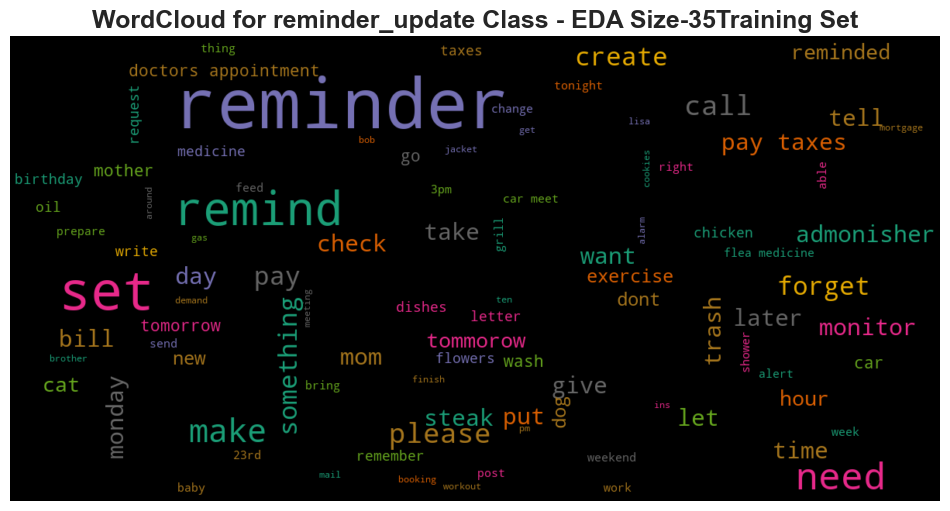 WordCloud for reminder_update Class - EDA Size-35Training Set
thing
taxes
create
reminded
doctors appointment
tonight
reminder
change
call
tell
request
get
lisa
mortgage
bob
pay taxes
medicine
jacket
go
cookies
right
able
mother
birthday
feed
3pm
car meet
around
oil
remind
prepare
gas
write
check
take
grill
alarm
want
chicken
admonisher
flea medicine
set
day
pay
exercise
forget
demand
something
meeting
dishes
ten
dont
letter
trash
later
monitor
tomorrow
bill
send
tommorow
brother
new
mom
flowers
wash
shower
car
alert
cat
monday
bring
finish
give
dog
hour
make
please
steak
put
pm
ins
let
week
23rd
remember
weekend
time
mail
booking
post
workout
need
baby
work